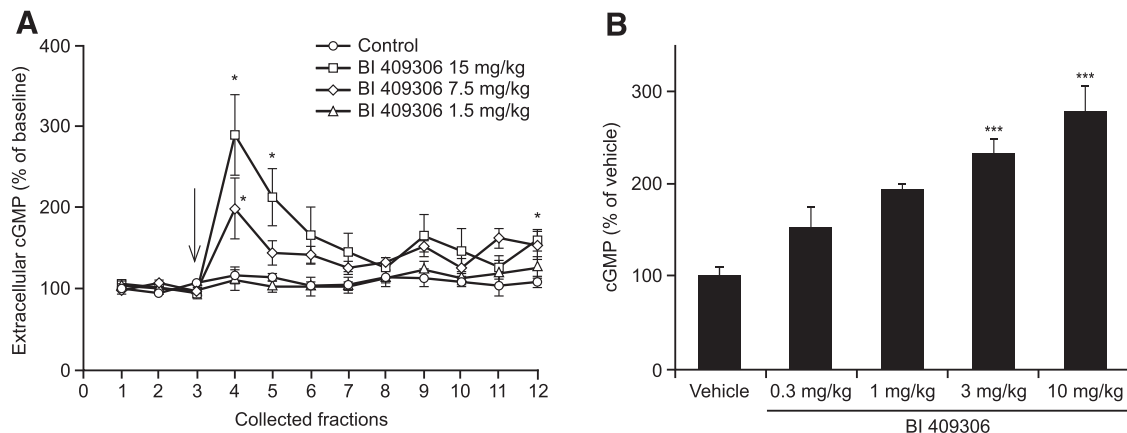 A
Extracellular cGMP (% of baseline)
400
300
200
100
0
Control
BI 409306 15 mg/kg
BI 409306 7.5 mg/kg
BI 409306 1.5 mg/kg
*
*
*
*
0 1 2 3 4 5 6 7 8 9 10 11 12
Collected fractions
B
cGMP (% of vehicle)
300
200
100
0
***
***
Vehicle 0.3 mg/kg 1 mg/kg 3 mg/kg 10 mg/kg
BI 409306